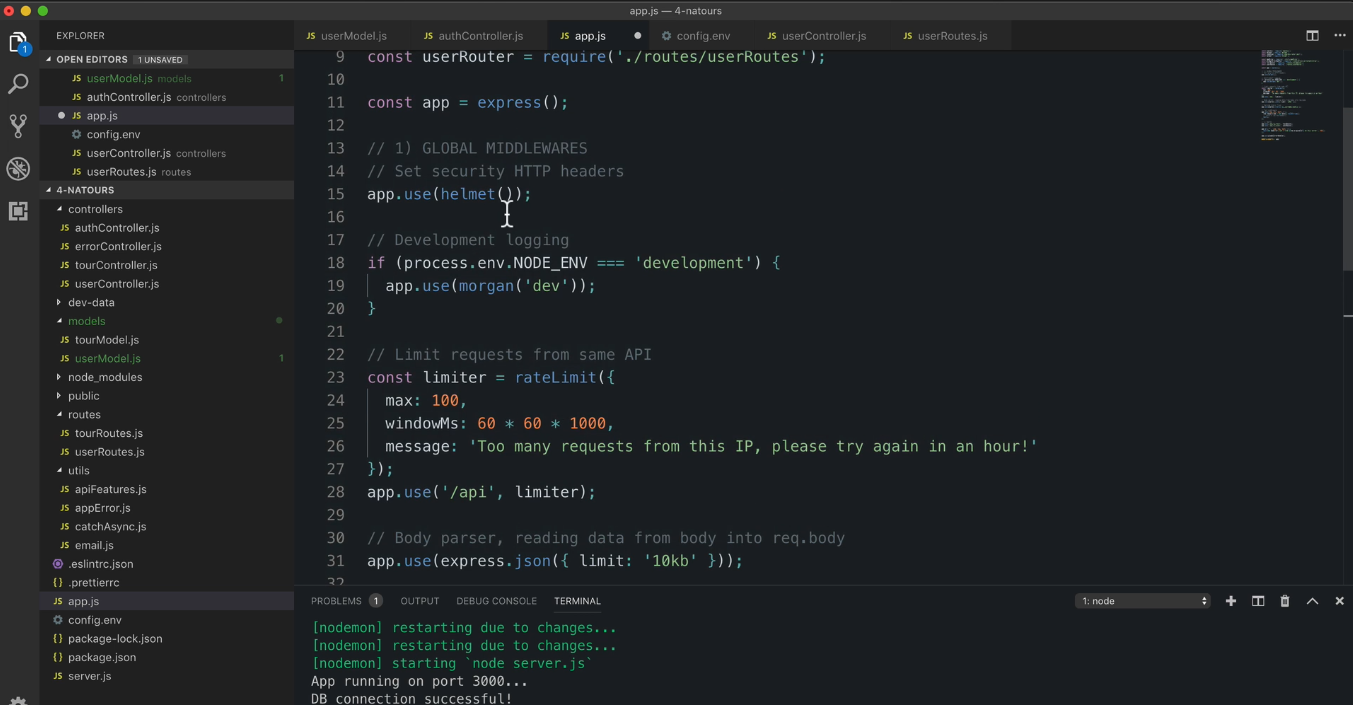 app.js — 4-natours
1
EXPLORER
OPEN EDITORS 1 UNSAVED
JS userModel.js models 1
JS authController.js controllers
JS app.js
config.env
JS userController.js controllers
JS userRoutes.js routes
4-NATOURS
controllers
JS authController.js
JS errorController.js
JS tourController.js
JS userController.js
dev-data
models
JS tourModel.js
JS userModel.js 1
node_modules
public
routes
JS tourRoutes.js
JS userRoutes.js
utils
JS apiFeatures.js
JS appError.js
JS catchAsync.js
JS email.js
.eslintrc.json
{} .prettierrc
JS app.js
config.env
{} package-lock.json
{} package.json
JS server.js
JS userModel.js JS authController.js JS app.js config.env JS userController.js JS userRoutes.js
9 const userRouter = require('./routes/userRoutes');
10
11 const app = express();
12
13 // 1) GLOBAL MIDDLEWARES
14 // Set security HTTP headers
15 app.use(helmet());
16
17 // Development logging
18 if (process.env.NODE_ENV === 'development') {
19 app.use(morgan('dev'));
20 }
21
22 // Limit requests from same API
23 const limiter = rateLimit({
24 max: 100,
25 windowMs: 60 * 60 * 1000,
26 message: 'Too many requests from this IP, please try again in an hour!'
27 });
28 app.use('/api', limiter);
29
30 // Body parser, reading data from body into req.body
31 app.use(express.json({ limit: '10kb' }));
32
PROBLEMS 1 OUTPUT DEBUG CONSOLE TERMINAL 1: node
[nodemon] restarting due to changes...
[nodemon] restarting due to changes...
[nodemon] starting `node server.js`
App running on port 3000...
DB connection successful!